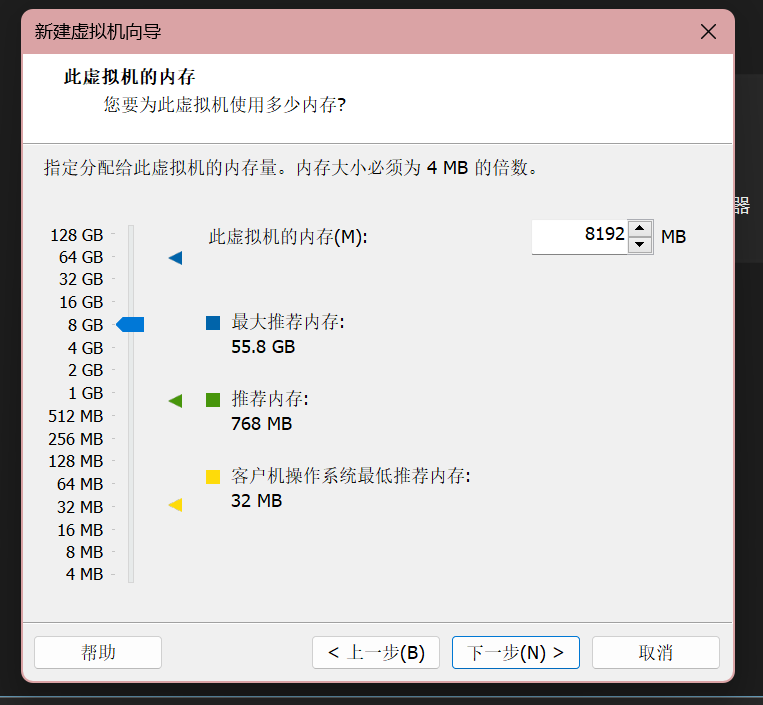 新建虚拟机向导
此虚拟机的内存
您要为此虚拟机使用多少内存?
指定分配给此虚拟机的内存量。内存大小必须为 4 MB 的倍数。
器
128 GB
64 GB
32 GB
16 GB
8 GB
4 GB
2 GB
1 GB
512 MB
256 MB
128 MB
64 MB
32 MB
16 MB
8 MB
4 MB
此虚拟机的内存(M):
8192 MB
最大推荐内存:
55.8 GB
推荐内存:
768 MB
客户机操作系统最低推荐内存:
32 MB
帮助
< 上一步(B)
下一步(N) >
取消